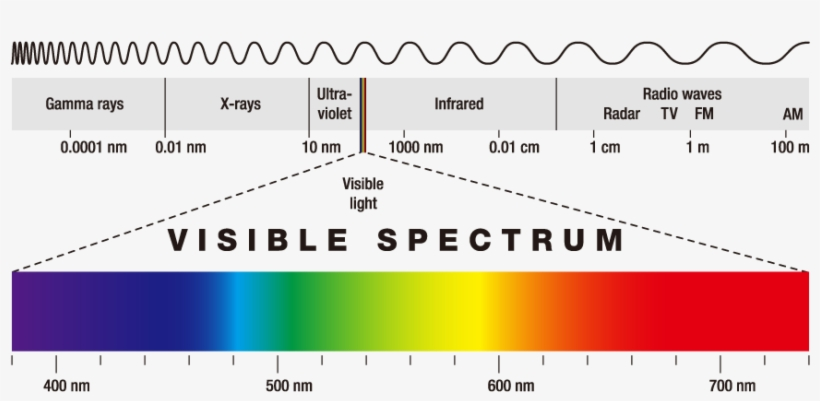 Gamma rays
X-rays
Ultra-
violet
Infrared
Radio waves
Radar TV FM AM
0.0001 nm 0.01 nm 10 nm 1000 nm 0.01 cm 1 cm 1 m 100 m
Visible
light
VISIBLE SPECTRUM
400 nm 500 nm 600 nm 700 nm